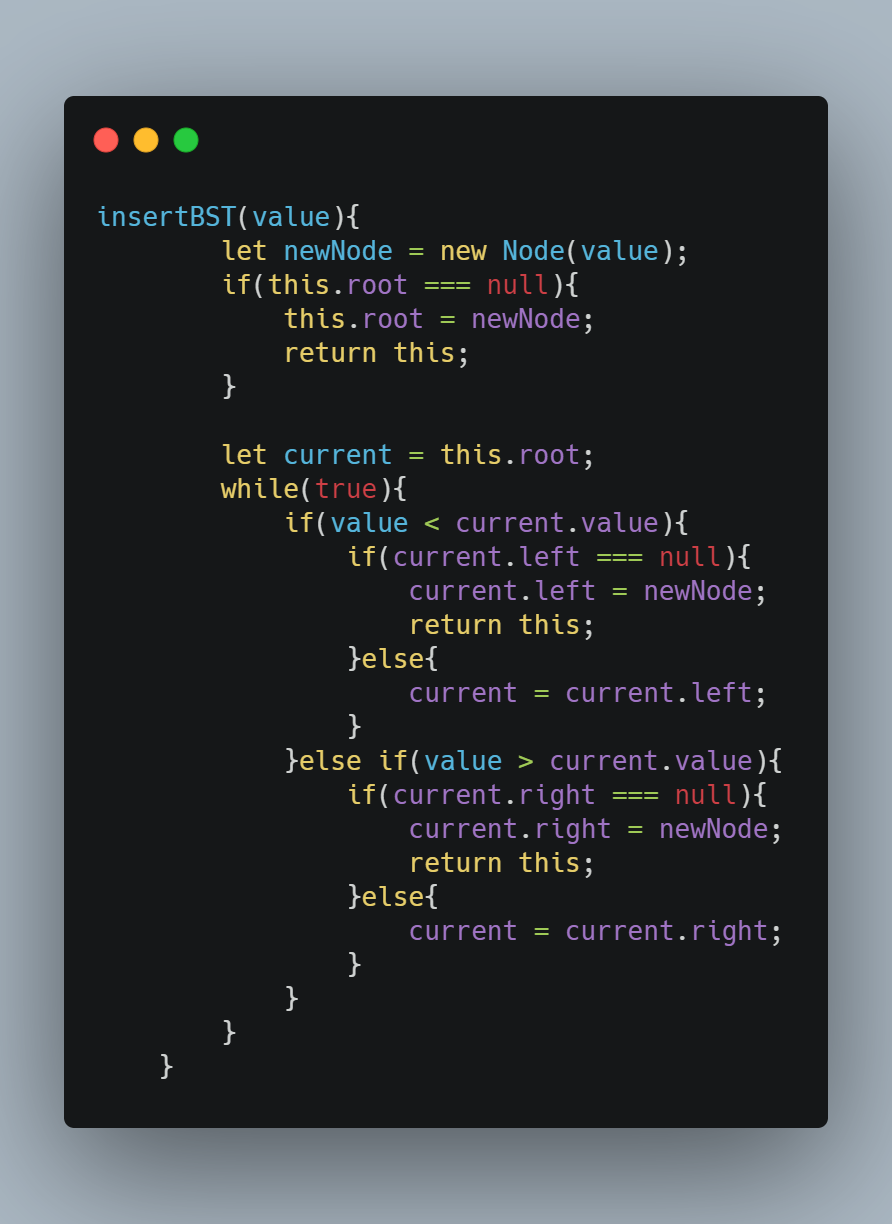 insertBST(value){
        let newNode = new Node(value);
        if(this.root === null){
            this.root = newNode;
            return this;
        }

        let current = this.root;
        while(true){
            if(value < current.value){
                if(current.left === null){
                    current.left = newNode;
                    return this;
                }else{
                    current = current.left;
                }
            }else if(value > current.value){
                if(current.right === null){
                    current.right = newNode;
                    return this;
                }else{
                    current = current.right;
                }
            }
        }
    }